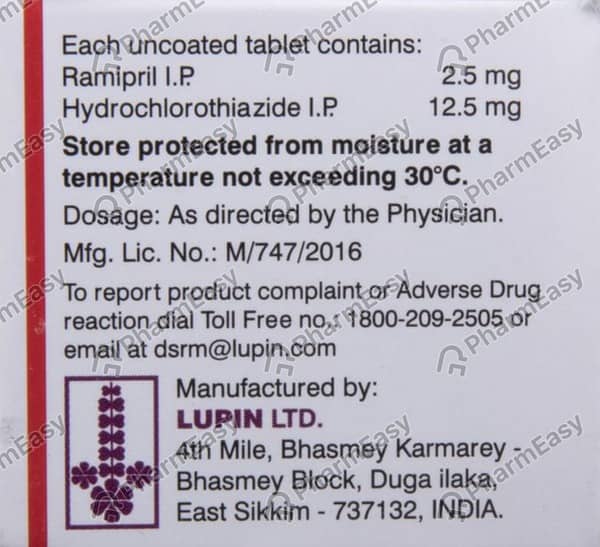 Each uncoated tablet contains:
Ramipril I.P. 2.5 mg
Hydrochlorothiazide I.P. 12.5 mg
Store protected from moisture at a
temperature not exceeding 30°C.
Dosage: As directed by the Physician.
Mfg. Lic. No.: M/747/2016
To report product complaint or Adverse Drug
reaction dial Toll Free no.: 1800-209-2505 or
email at dsrm@lupin.com
Manufactured by:
LUPIN LTD.
4th Mile, Bhasmey Karmarey -
Bhasmey Block, Duga ilaka,
East Sikkim - 737132, INDIA.
PharmEasy